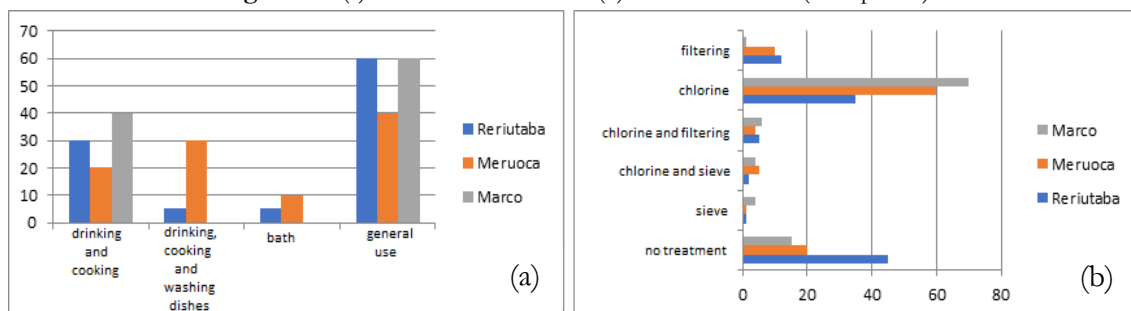 70
60
50
40
30
20
10
0
drinking
and
cooking
drinking,
cooking
and
washing
dishes
bath
general
use
Reriutaba
Meruoca
Marco
(a)
filtering
chlorine
chlorine and filtering
chlorine and sieve
sieve
no treatment
0 20 40 60 80
Marco
Meruoca
Reriutaba
(b)